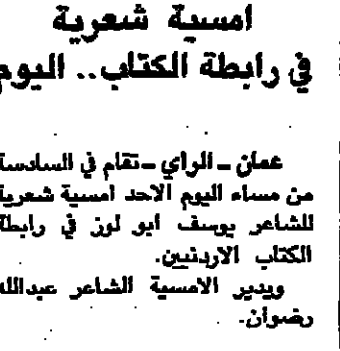 امسية شعرية
في رابطة الكتاب.. اليوم
عمان - الراي - تقام في السادسة
من مساء اليوم الاحد امسية شعرية
للشاعر يوسف ابو لوز في رابطة
الكتاب الاردنيين.
ويدير الامسية الشاعر عبدالله
رضوان.